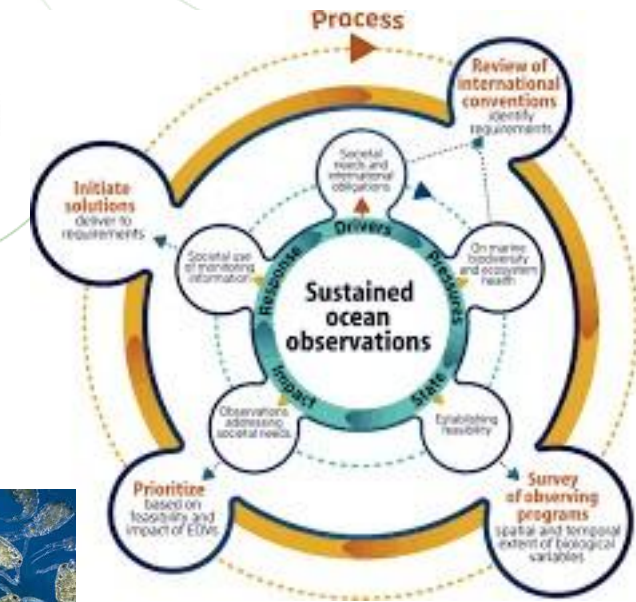 Process
Review of
international
conventions
identify
requirements
Initiate
solutions
deliver to
requirements
Societal
needs and
international
obligations
Societal use
of monitoring
information
On marine
biodiversity
and ecosystem
health
Drivers
Response
Pressures
Sustained
ocean
observations
Impact
State
Observations
addressing
societal needs
Establishing
feasibility
Prioritize
based on
feasibility and
impact of EOVs
Survey
of observing
programs
spatial and temporal
extent of biological
variables